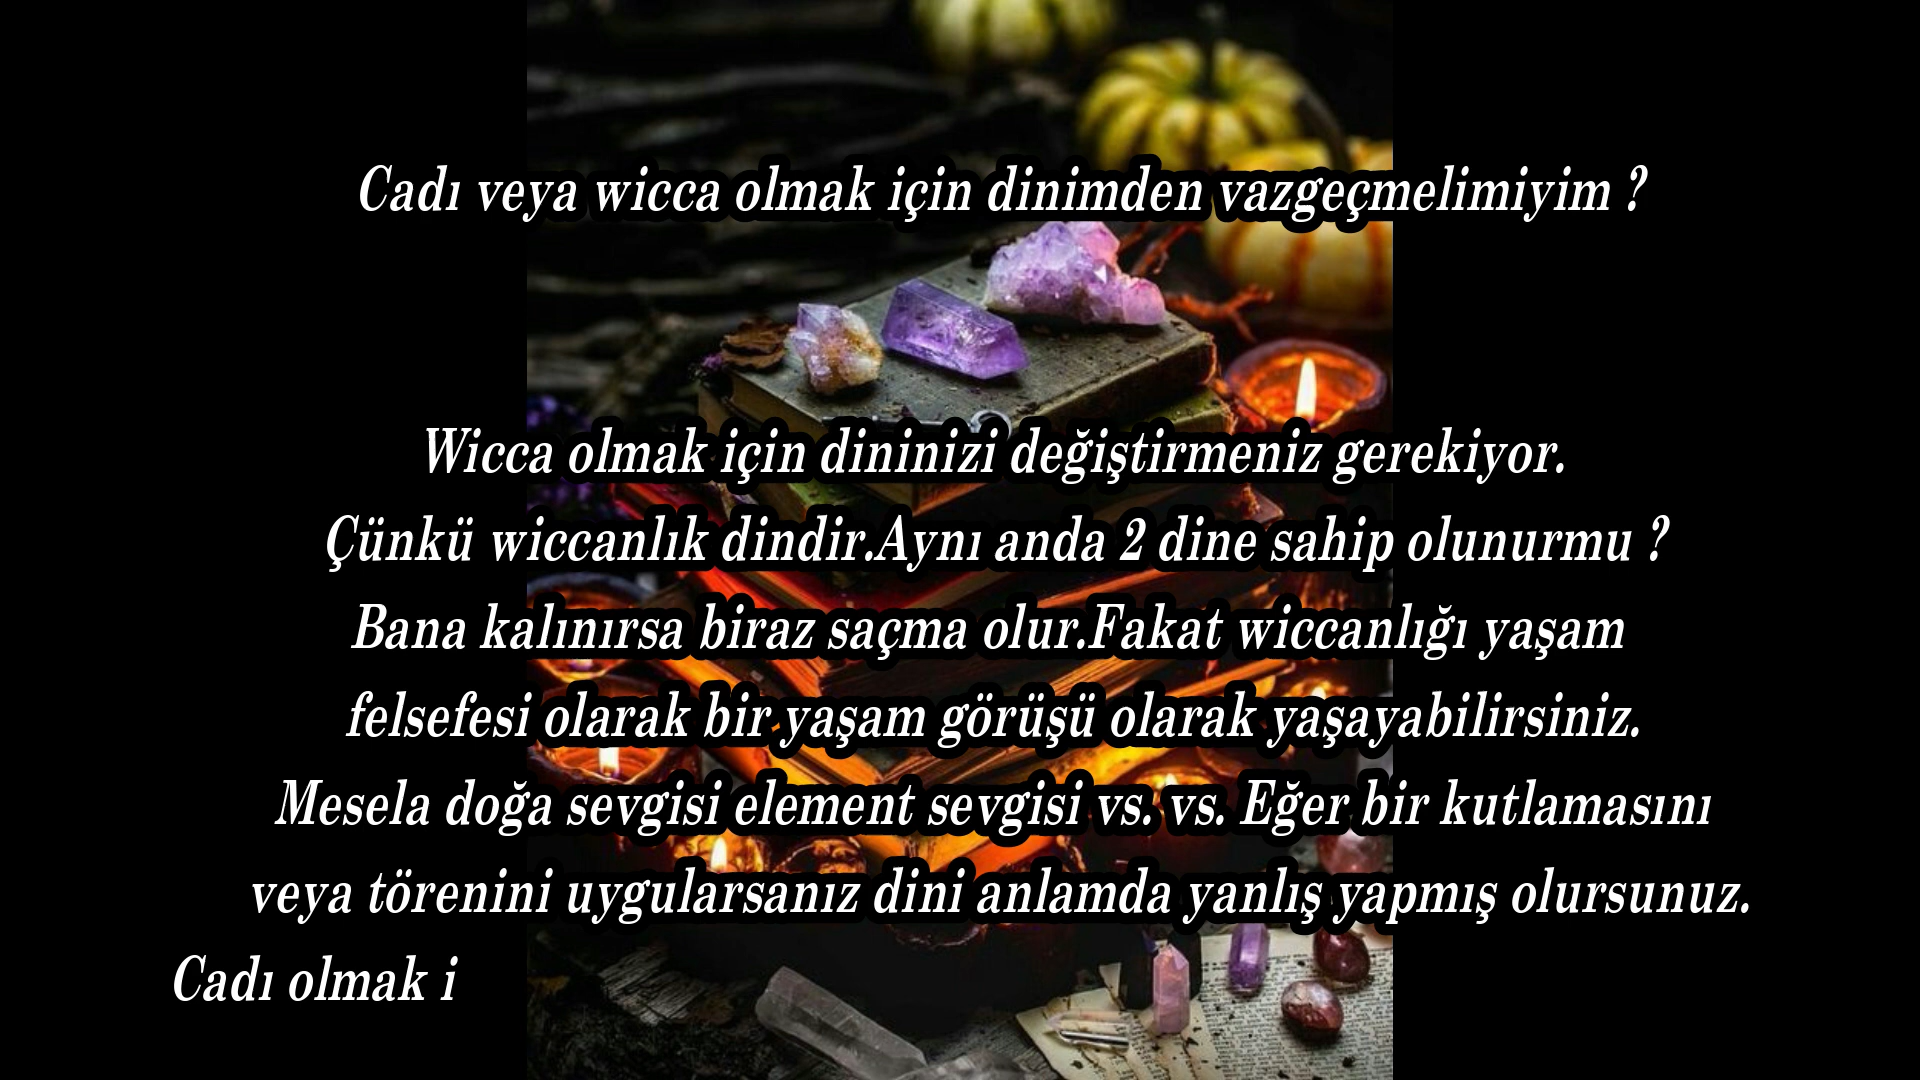 Cadı veya wicca olmak için dinimden vazgeçmelimiyim ?
Wicca olmak için dininizi değiştirmeniz gerekiyor.
Çünkü wiccanlık dindir.Aynı anda 2 dine sahip olunurmu ?
Bana kalınırsa biraz saçma olur.Fakat wiccanlığı yaşam
felsefesi olarak bir yaşam görüşü olarak yaşayabilirsiniz.
Mesela doğa sevgisi element sevgisi vs. vs. Eğer bir kutlamasını
veya törenini uygularsanız dini anlamda yanlış yapmış olursunuz.
Cadı olmak i